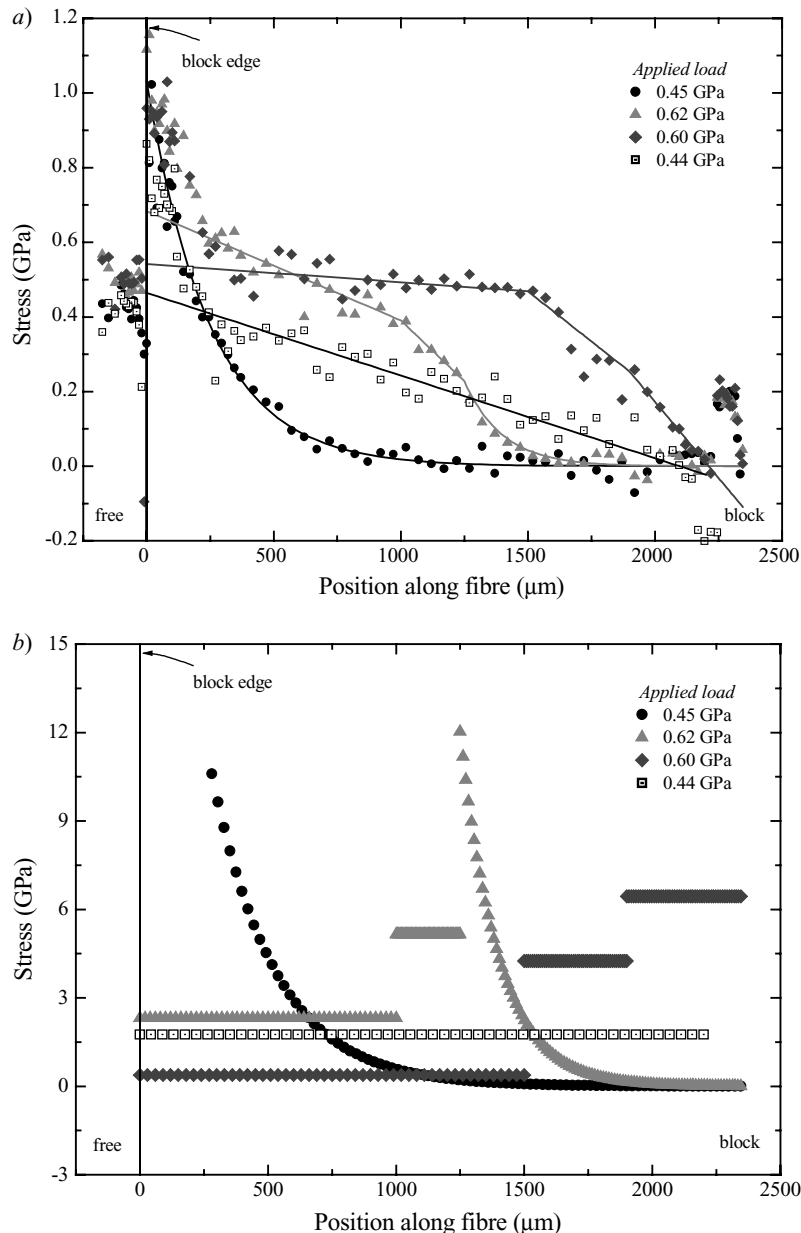 a)
1.2
1.0
0.8
0.6
0.4
0.2
0.0
-0.2
Stress (GPa)
block edge
Applied load
0.45 GPa
0.62 GPa
0.60 GPa
0.44 GPa
free
block
0
500
1000
1500
2000
2500
Position along fibre (μm)
b)
15
12
9
6
3
0
-3
Stress (GPa)
block edge
Applied load
0.45 GPa
0.62 GPa
0.60 GPa
0.44 GPa
free
block
0
500
1000
1500
2000
2500
Position along fibre (μm)